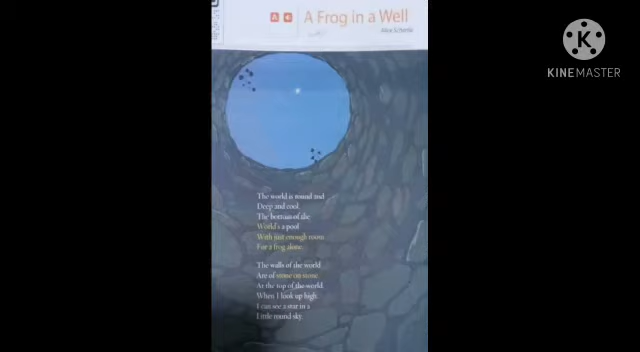 A e
A Frog in a Well
Alice Schertle
KINEMASTER
The world is round and
Deep and cool.
The bottom of the
World's a pool
With just enough room
For a frog alone.
The walls of the world
Are of stone on stone.
At the top of the world
When I look up high
I can see a star in a
Little round sky.